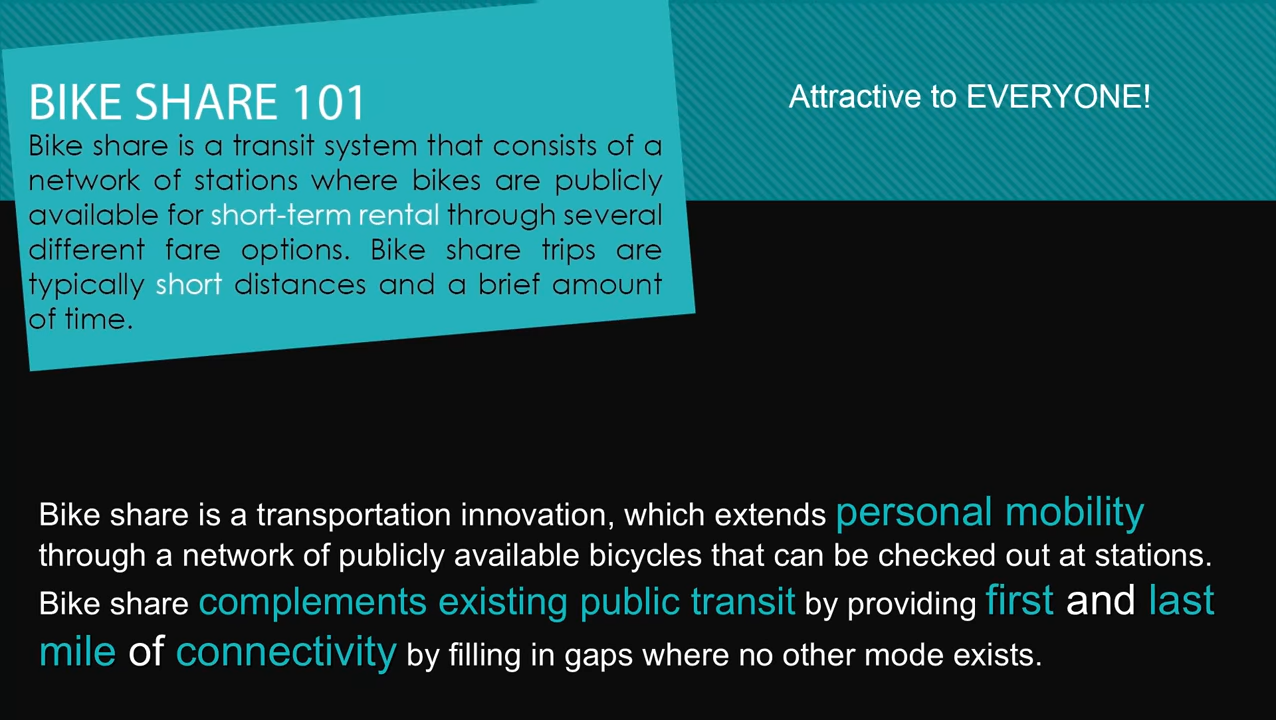 BIKE SHARE 101
Bike share is a transit system that consists of a
network of stations where bikes are publicly
available for short-term rental through several
different fare options. Bike share trips are
typically short distances and a brief amount
of time.
Attractive to EVERYONE!
Bike share is a transportation innovation, which extends personal mobility
through a network of publicly available bicycles that can be checked out at stations.
Bike share complements existing public transit by providing first and last
mile of connectivity by filling in gaps where no other mode exists.